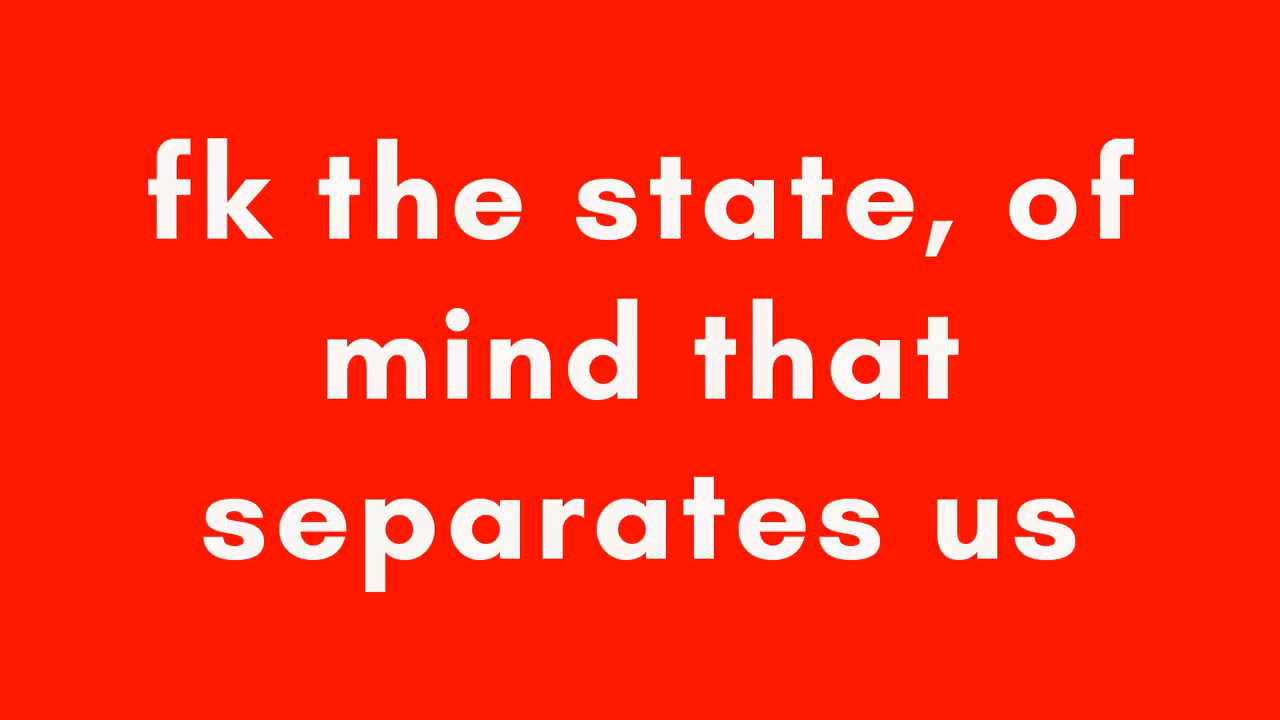 fk the state, of
mind that
separates us